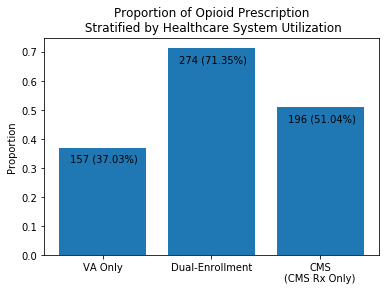 Proportion of Opioid Prescription
Stratified by Healthcare System Utilization
Proportion
0.7
0.6
0.5
0.4
0.3
0.2
0.1
0.0
274 (71.35%)
196 (51.04%)
157 (37.03%)
VA Only
Dual-Enrollment
CMS
(CMS Rx Only)